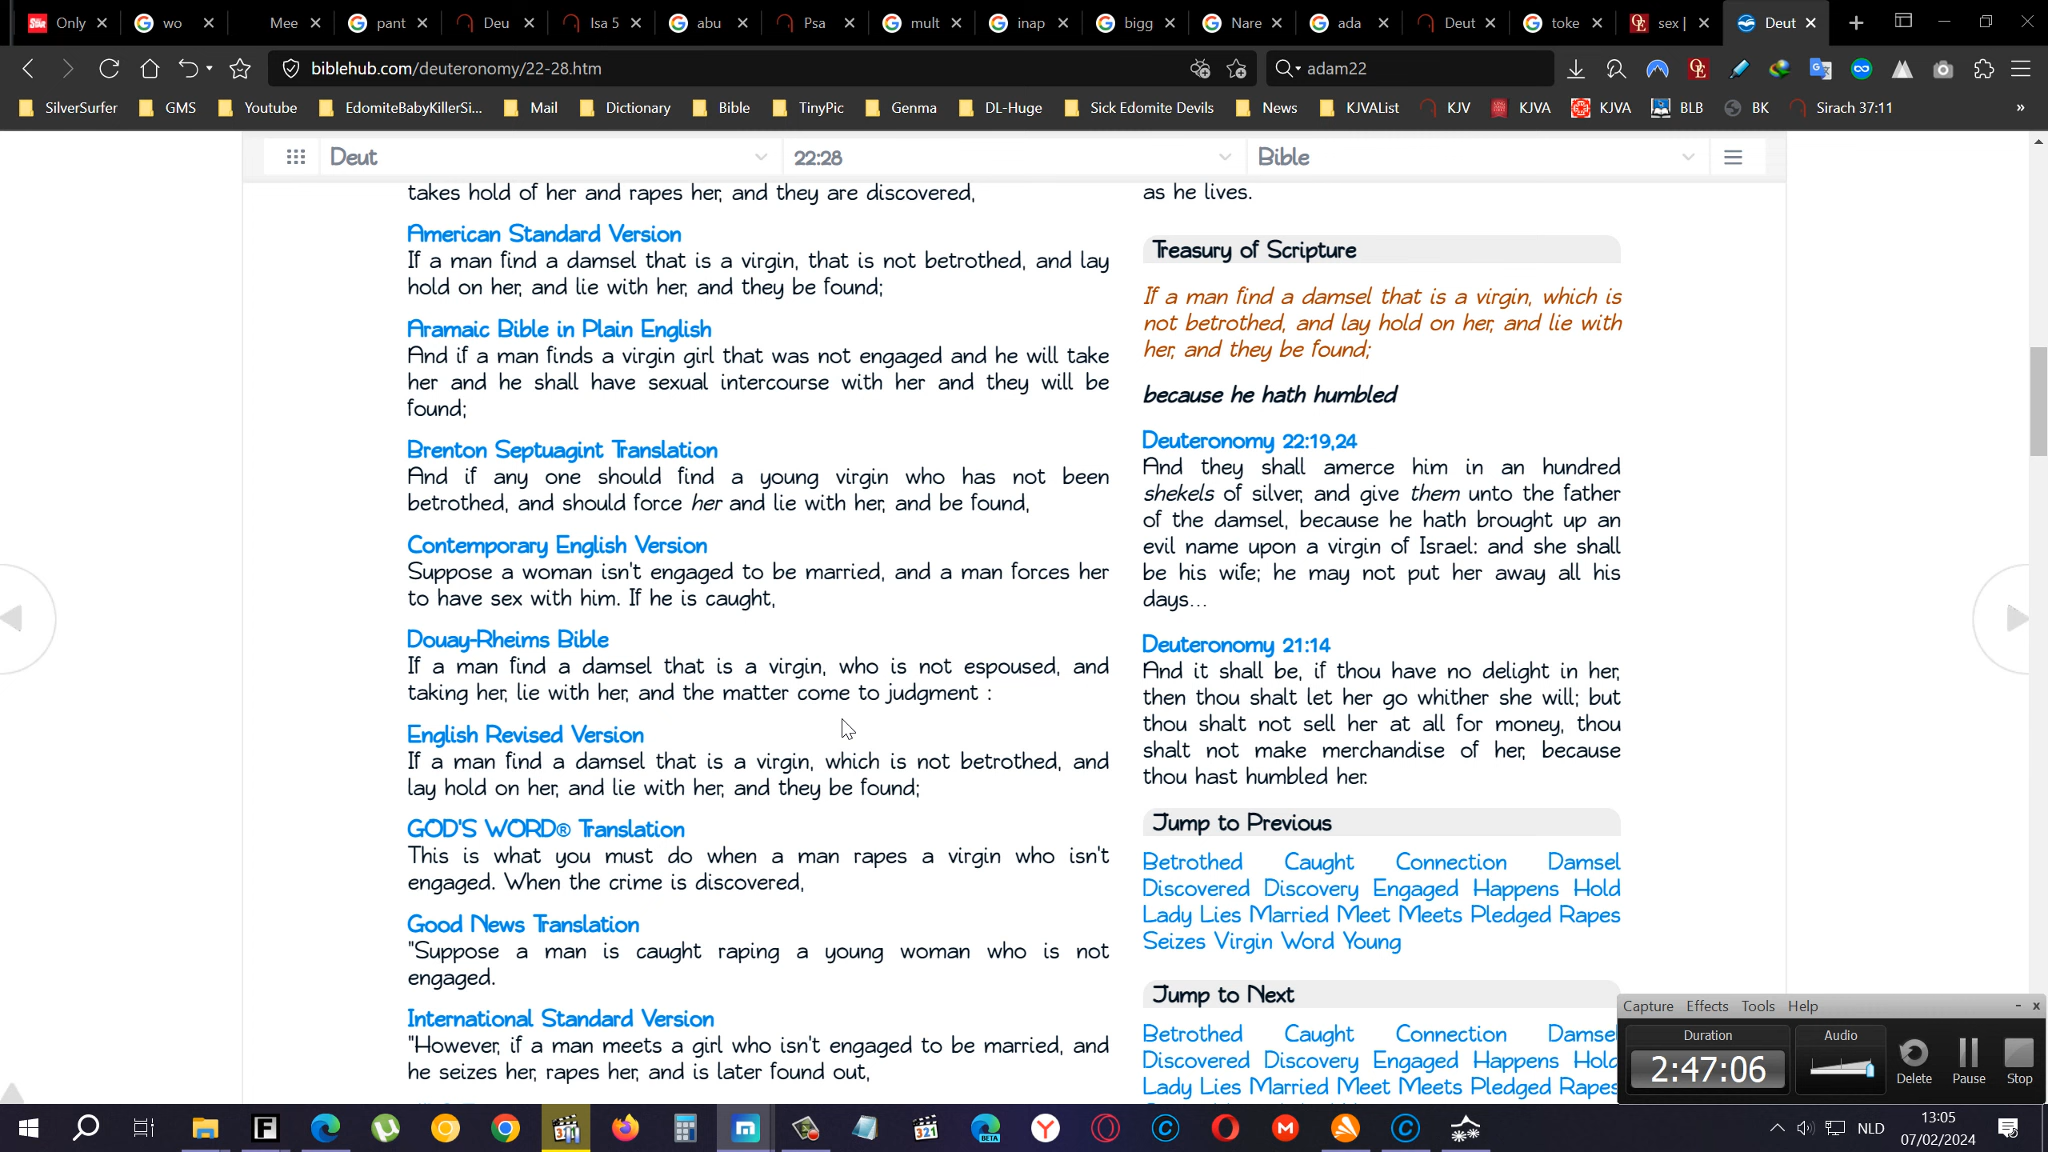 Only
wo
Mee
pant
Deu
Isa 5
abu
Psa
mult
inap
bigg
Nare
ada
Deut
toke
sex |
Deut
biblehub.com/deuteronomy/22-28.htm
adam22
SilverSurfer
GMS
Youtube
EdomiteBabyKillerSi...
Mail
Dictionary
Bible
TinyPic
Genma
DL-Huge
Sick Edomite Devils
News
KJVAList
KJV
KJVA
KJVA
BLB
BK
Sirach 37:11
Deut
22:28
Bible
takes hold of her and rapes her, and they are discovered,
American Standard Version
If a man find a damsel that is a virgin, that is not betrothed, and lay
hold on her, and lie with her, and they be found;
Aramaic Bible in Plain English
And if a man finds a virgin girl that was not engaged and he will take
her and he shall have sexual intercourse with her and they will be
found;
Brenton Septuagint Translation
And if any one should find a young virgin who has not been
betrothed, and should force her and lie with her, and be found,
Contemporary English Version
Suppose a woman isn't engaged to be married, and a man forces her
to have sex with him. If he is caught,
Douay-Rheims Bible
If a man find a damsel that is a virgin, who is not espoused, and
taking her, lie with her, and the matter come to judgment :
English Revised Version
If a man find a damsel that is a virgin, which is not betrothed, and
lay hold on her, and lie with her, and they be found;
GOD'S WORD® Translation
This is what you must do when a man rapes a virgin who isn't
engaged. When the crime is discovered,
Good News Translation
"Suppose a man is caught raping a young woman who is not
engaged.
International Standard Version
"However, if a man meets a girl who isn't engaged to be married, and
he seizes her, rapes her, and is later found out,
as he lives.
Treasury of Scripture
If a man find a damsel that is a virgin, which is
not betrothed, and lay hold on her, and lie with
her, and they be found;
because he hath humbled
Deuteronomy 22:19,24
And they shall amerce him in an hundred
shekels of silver, and give them unto the father
of the damsel, because he hath brought up an
evil name upon a virgin of Israel: and she shall
be his wife; he may not put her away all his
days…
Deuteronomy 21:14
And it shall be, if thou have no delight in her,
then thou shalt let her go whither she will; but
thou shalt not sell her at all for money, thou
shalt not make merchandise of her, because
thou hast humbled her.
Jump to Previous
Betrothed Caught Connection Damsel
Discovered Discovery Engaged Happens Hold
Lady Lies Married Meet Meets Pledged Rapes
Seizes Virgin Word Young
Jump to Next
Betrothed Caught Connection Damsel
Discovered Discovery Engaged Happens Hold
Lady Lies Married Meet Meets Pledged Rapes
Capture Effects Tools Help
Duration
Audio
2:47:06
Delete
Pause
Stop
321
BETA
NLD
13:05
07/02/2024